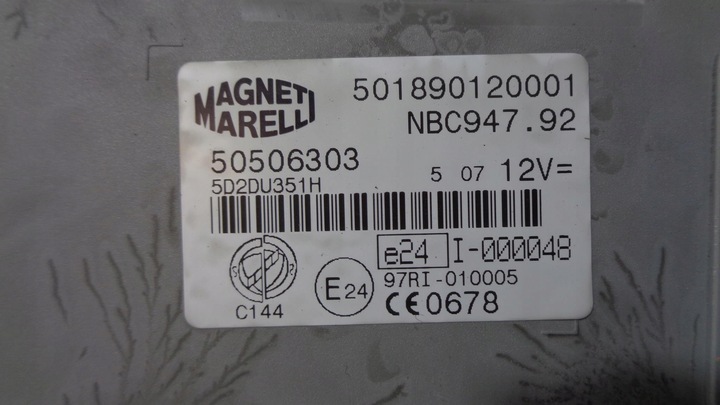 MAGNETI
MARELLI
501890120001
NBC947.92
50506303
5 07 12V=
5D2DU351H
e24 I-000048
97RI-010005
C144
E24
CE0678